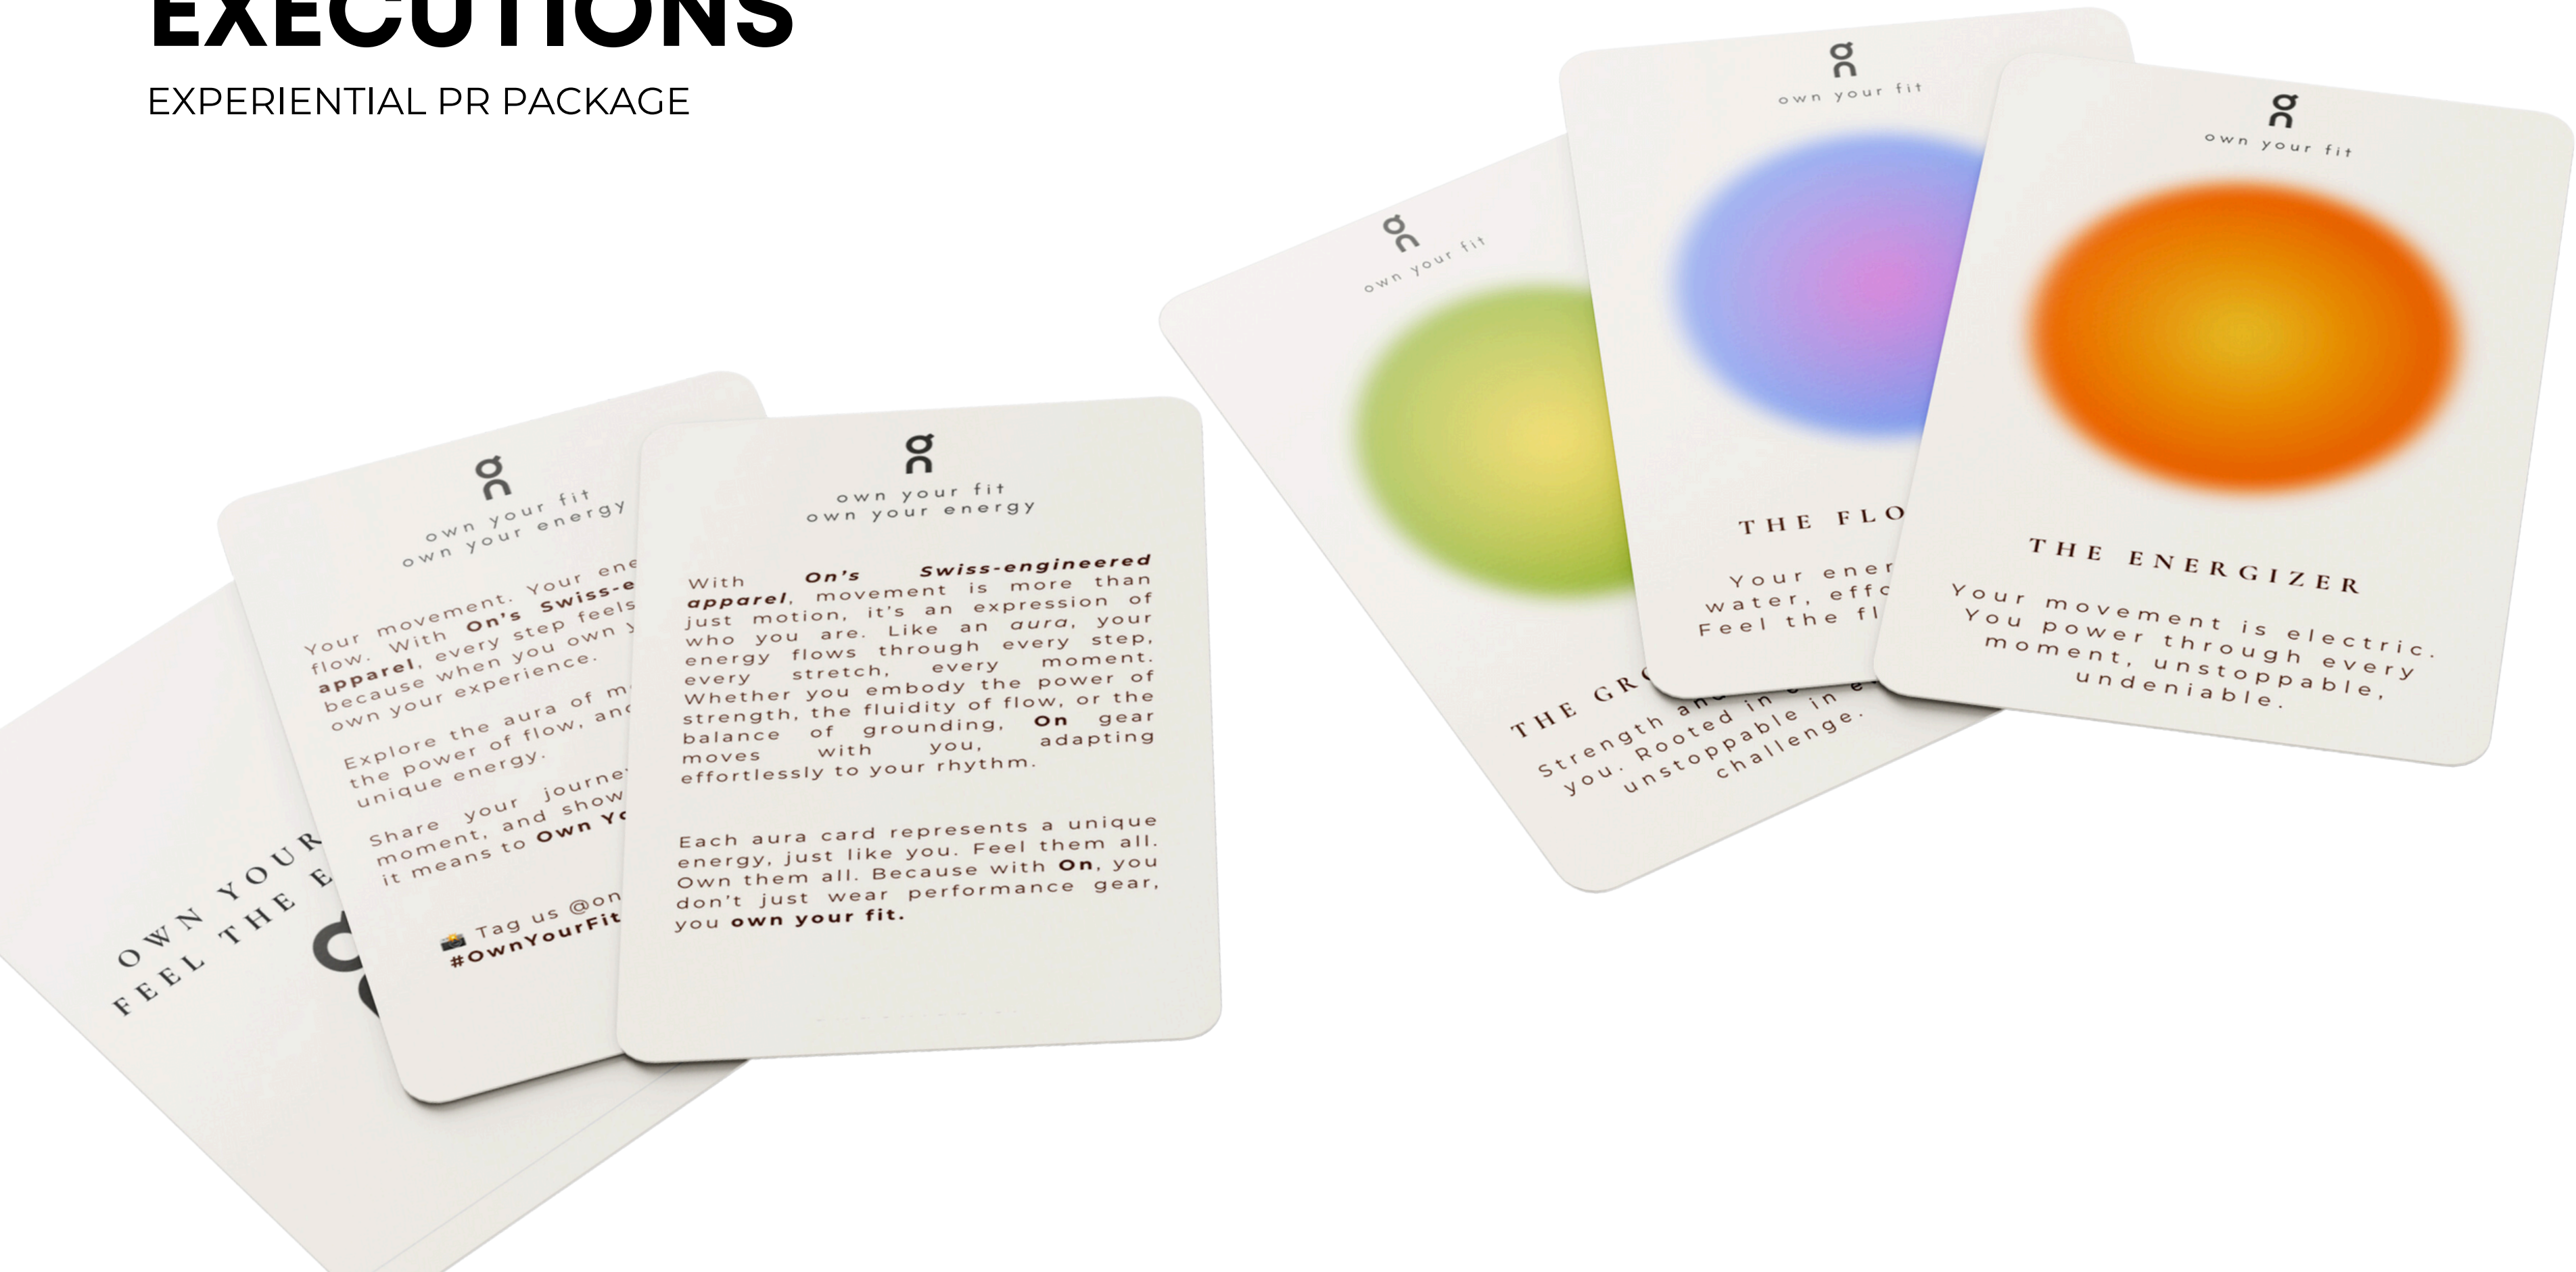 EXECUTIONS
EXPERIENTIAL PR PACKAGE
OWN YOUR
FEEL THE
own your fit
own your energy
Your movement. Your
flow. With On's
apparel, every step feels
because when you own
own your experience.
Explore the aura of
the power of flow, and
unique energy.
Share your journey
moment, and show
it means to Own
📸 Tag us
#OwnYourFit
own your fit
own your energy
With On's Swiss-engineered
apparel, movement is more than
just motion, it's an expression of
who you are. Like an aura, your
energy flows through every step,
every stretch, every moment.
Whether you embody the power of
strength, the fluidity of flow, or the
balance of grounding, On gear
moves with you, adapting
effortlessly to your rhythm.
Each aura card represents a unique
energy, just like you. Feel them all.
Own them all. Because with On, you
don't just wear performance gear,
you own your fit.
own your fit
THE
Strength and
you. Rooted in
unstoppable in
challenge.
own your fit
THE FLO
Your ener
water, effo
Feel the fl
own your fit
THE ENERGIZER
Your movement is electric.
You power through every
moment, unstoppable,
undeniable.